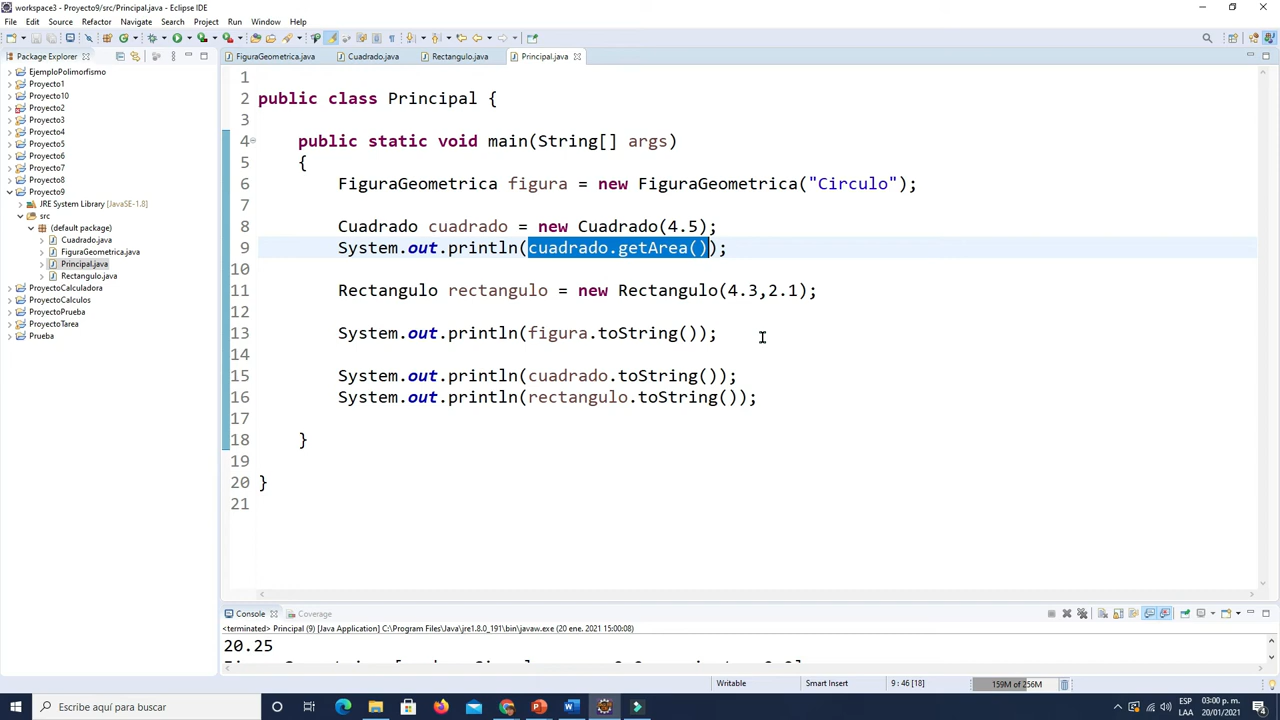 workspace3 - Proyecto9/src/Principal.java - Eclipse IDE
File Edit Source Refactor Navigate Search Project Run Window Help
Package Explorer
FiguraGeometrica.java Cuadrado.java Rectangulo.java Principal.java
EjemploPolimorfismo
Proyecto1
Proyecto10
Proyecto2
Proyecto3
Proyecto4
Proyecto5
Proyecto6
Proyecto7
Proyecto8
Proyecto9
JRE System Library [JavaSE-1.8]
src
(default package)
Cuadrado.java
FiguraGeometrica.java
Principal.java
Rectangulo.java
ProyectoCalculadora
ProyectoCalculos
ProyectoPrueba
ProyectoTarea
Prueba
1
2 public class Principal {
3
4 public static void main(String[] args)
5 {
6 FiguraGeometrica figura = new FiguraGeometrica("Circulo");
7
8 Cuadrado cuadrado = new Cuadrado(4.5);
9 System.out.println(cuadrado.getArea());
10
11 Rectangulo rectangulo = new Rectangulo(4.3,2.1);
12
13 System.out.println(figura.toString());
14
15 System.out.println(cuadrado.toString());
16 System.out.println(rectangulo.toString());
17
18 }
19
20 }
21
Console Coverage
<terminated> Principal (9) [Java Application] C:\Program Files\Java\jre1.8.0_191\bin\javaw.exe (20 ene. 2021 15:00:08)
20.25
Writable Smart Insert 9 : 46 [18] 159M of 256M
Escribe aquí para buscar
ESP 03:00 p. m.
LAA 20/01/2021